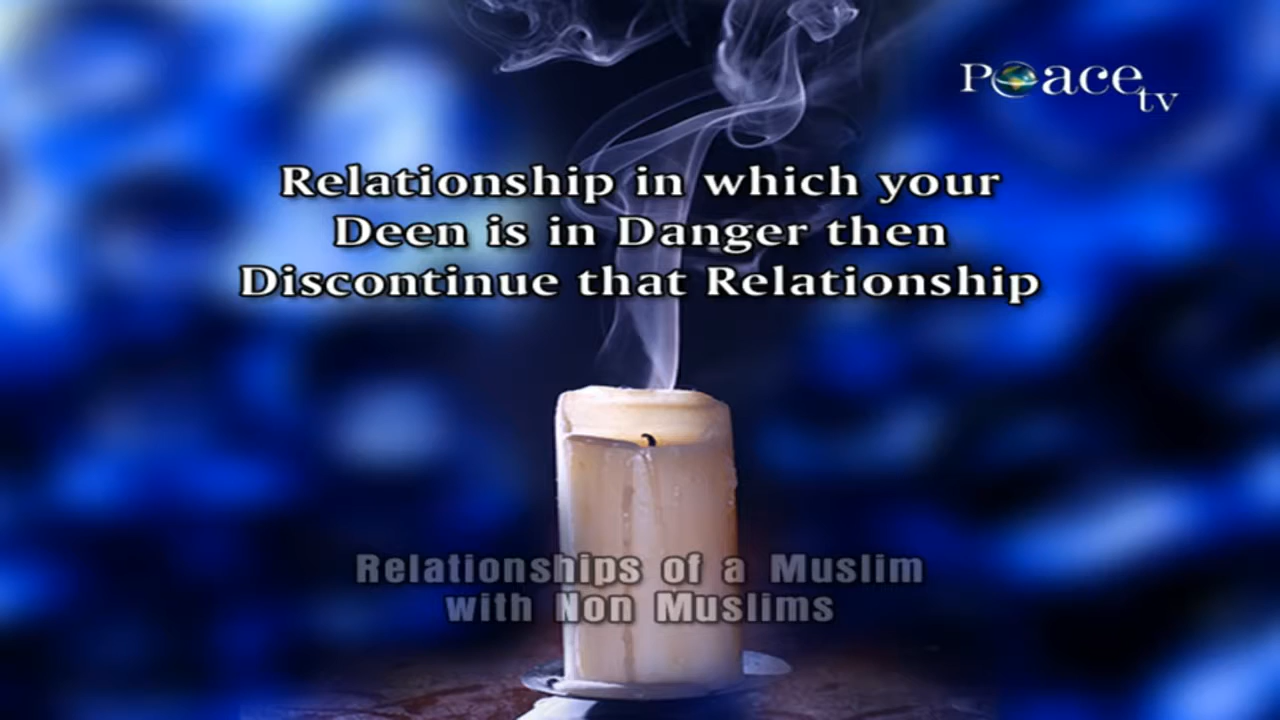 Peace tv
Relationship in which your
Deen is in Danger then
Discontinue that Relationship
Relationships of a Muslim
with Non Muslims